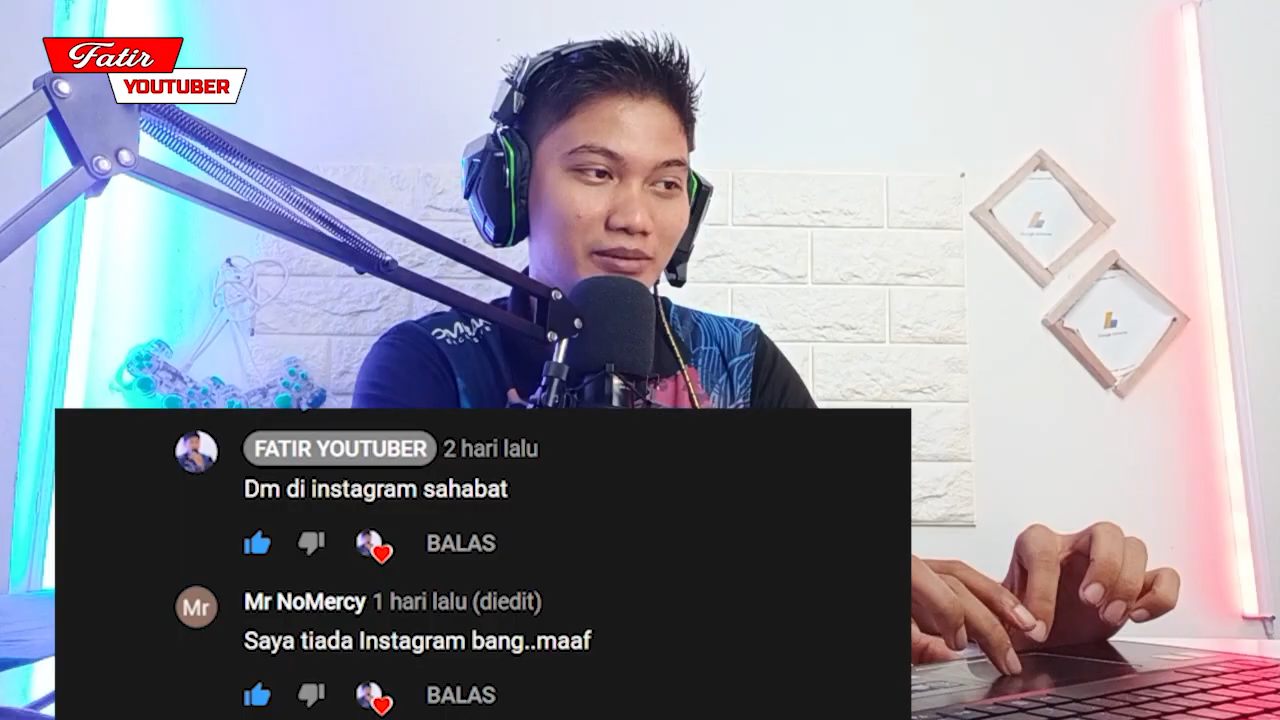 Fatir
YOUTUBER
FATIR YOUTUBER 2 hari lalu
Dm di instagram sahabat
BALAS
Mr
Mr NoMercy 1 hari lalu (diedit)
Saya tiada Instagram bang..maaf
BALAS